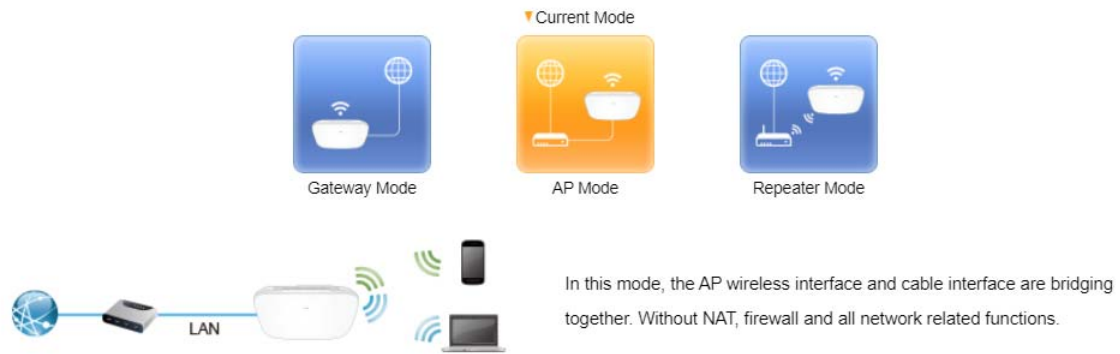 Current Mode
Gateway Mode
AP Mode
Repeater Mode
LAN
In this mode, the AP wireless interface and cable interface are bridging
together. Without NAT, firewall and all network related functions.